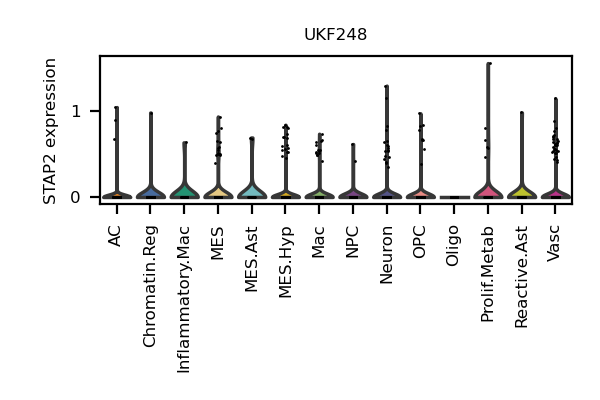 UKF248
STAP2 expression
1
0
AC
Chromatin.Reg
Inflammatory.Mac
MES
MES.Ast
MES.Hyp
Mac
NPC
Neuron
OPC
Oligo
Prolif.Metab
Reactive.Ast
Vasc